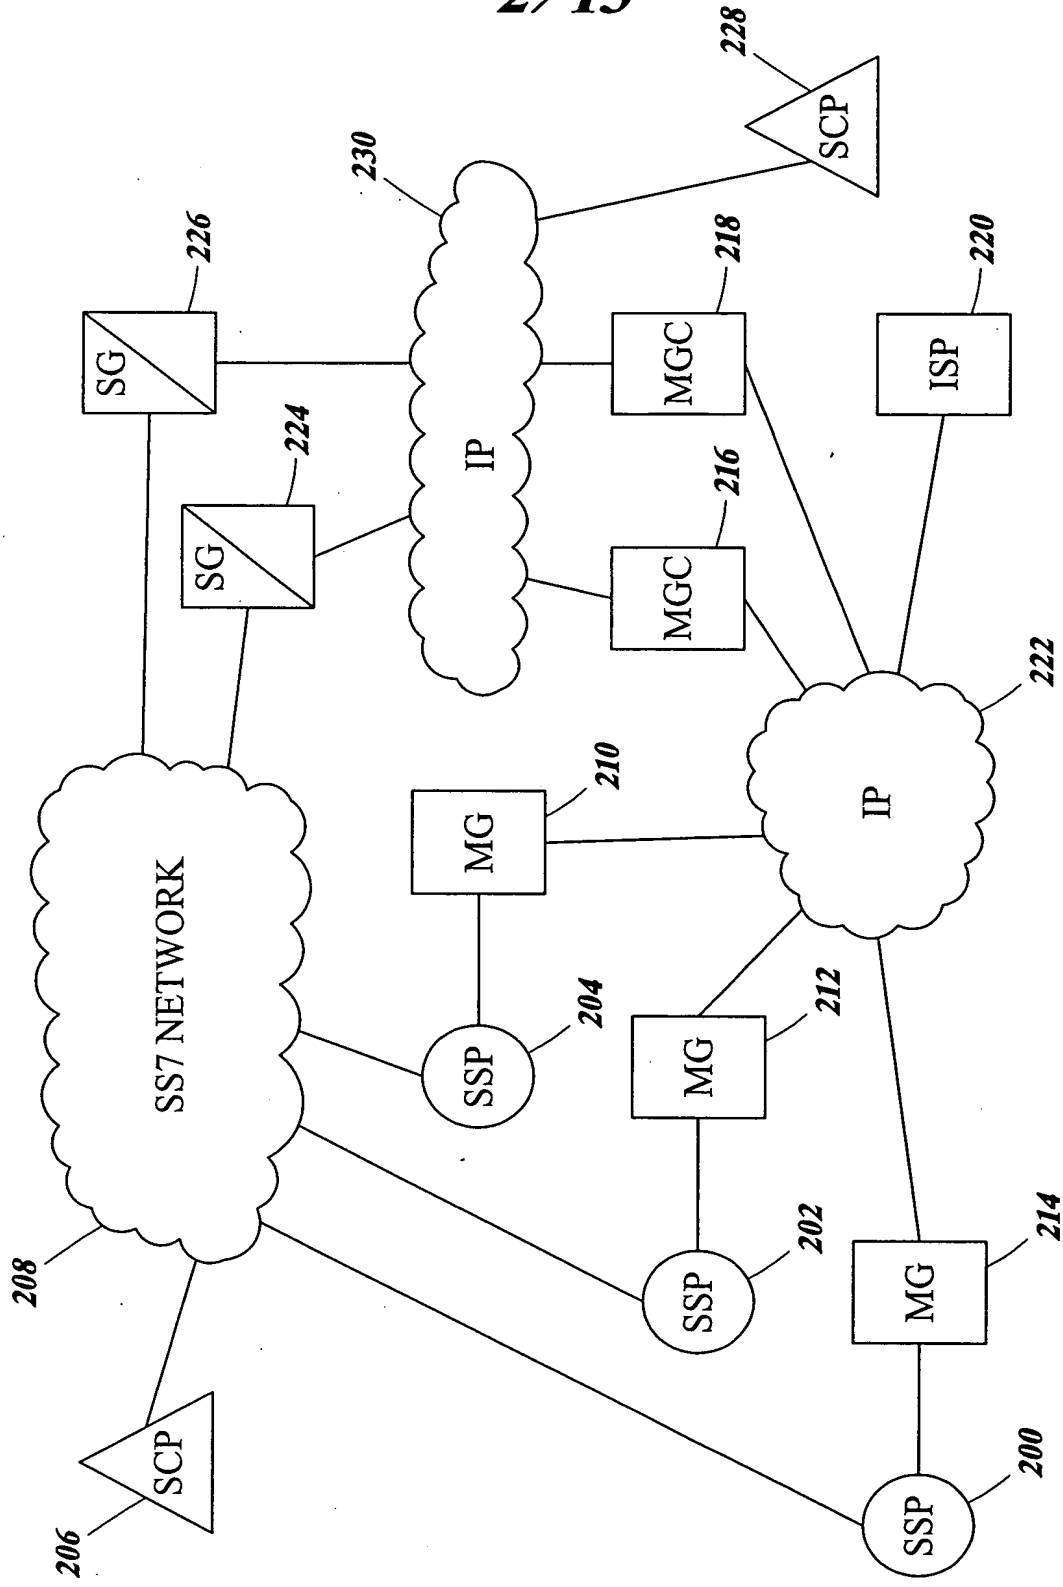 2/15
206
SCP
208
SS7 NETWORK
SG
226
SG
224
230
IP
228
SCP
SSP
204
MG
210
MGC
216
MGC
218
SSP
202
MG
212
IP
222
ISP
220
SSP
200
MG
214